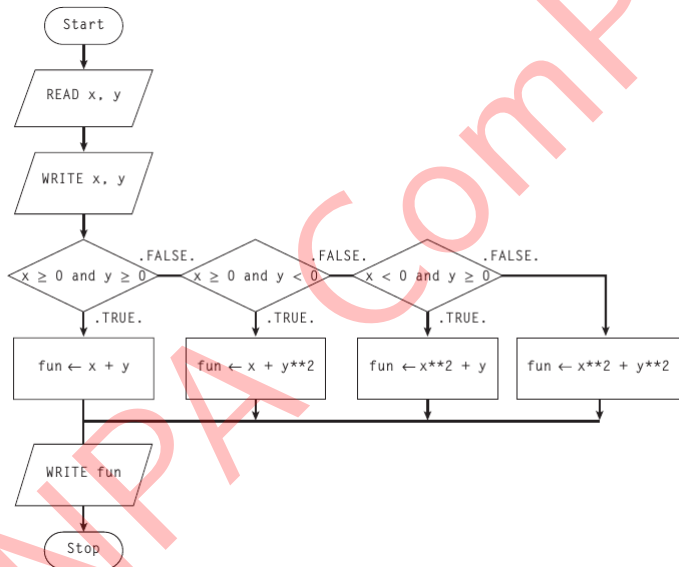 Start
READ x, y
WRITE x, y
.FALSE. .FALSE. .FALSE.
x ≥ 0 and y ≥ 0 x ≥ 0 and y < 0 x < 0 and y ≥ 0
.TRUE. .TRUE. .TRUE.
fun ← x + y fun ← x + y**2 fun ← x**2 + y fun ← x**2 + y**2
WRITE fun
Stop